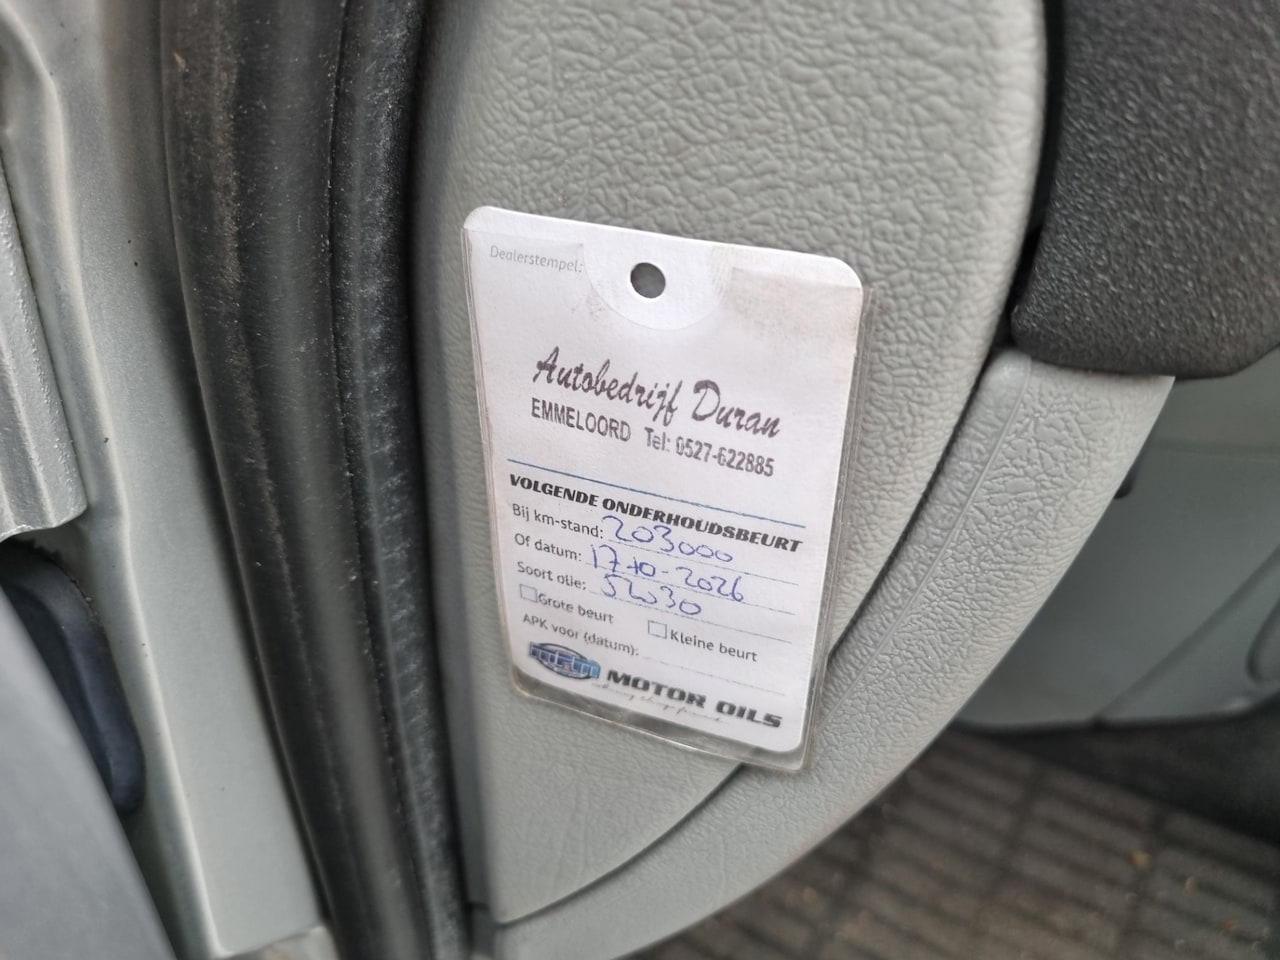 Dealerstempel:
Autobedrijf Duran
EMMELOORD Tel: 0527-622885
VOLGENDE ONDERHOUDSBEURT
Bij km-stand: 203000
Of datum: 17-10-2026
Soort olie: 5W30
Grote beurt Kleine beurt
APK voor (datum):
MPM MOTOR OILS